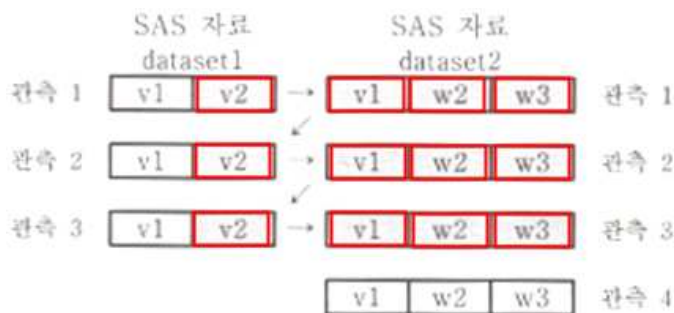 SAS 자료 SAS 자료
dataset1 dataset2
관측 1 v1 v2 → v1 w2 w3 관측 1
관측 2 v1 v2 → v1 w2 w3 관측 2
관측 3 v1 v2 → v1 w2 w3 관측 3
v1 w2 w3 관측 4